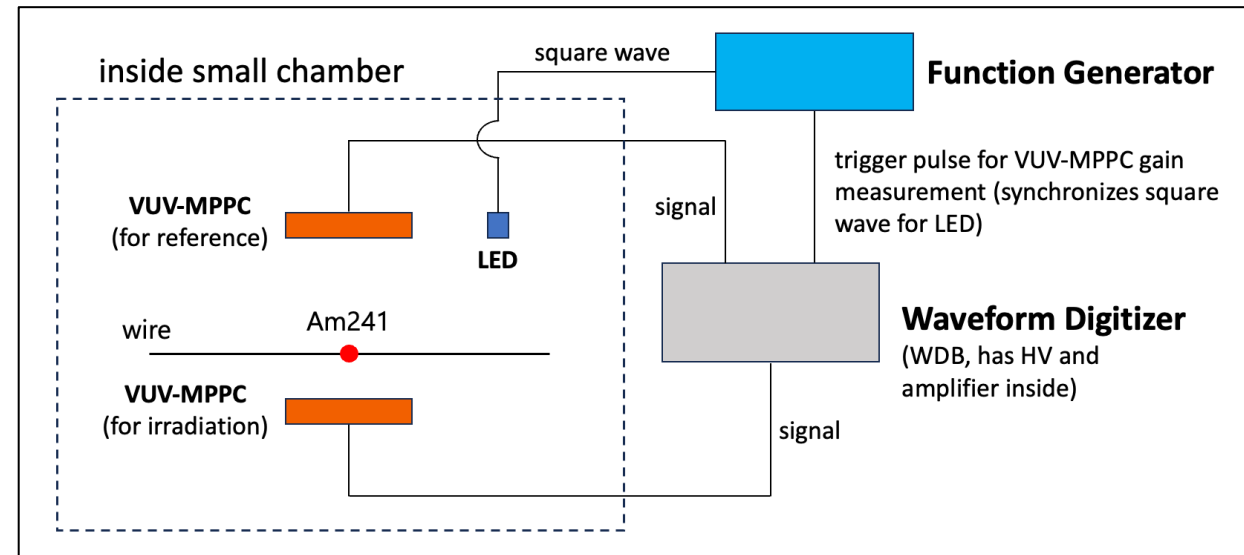 inside small chamber
square wave
Function Generator
trigger pulse for VUV-MPPC gain
measurement (synchronizes square
wave for LED)
VUV-MPPC
(for reference)
LED
signal
wire
Am241
Waveform Digitizer
(WDB, has HV and
amplifier inside)
VUV-MPPC
(for irradiation)
signal